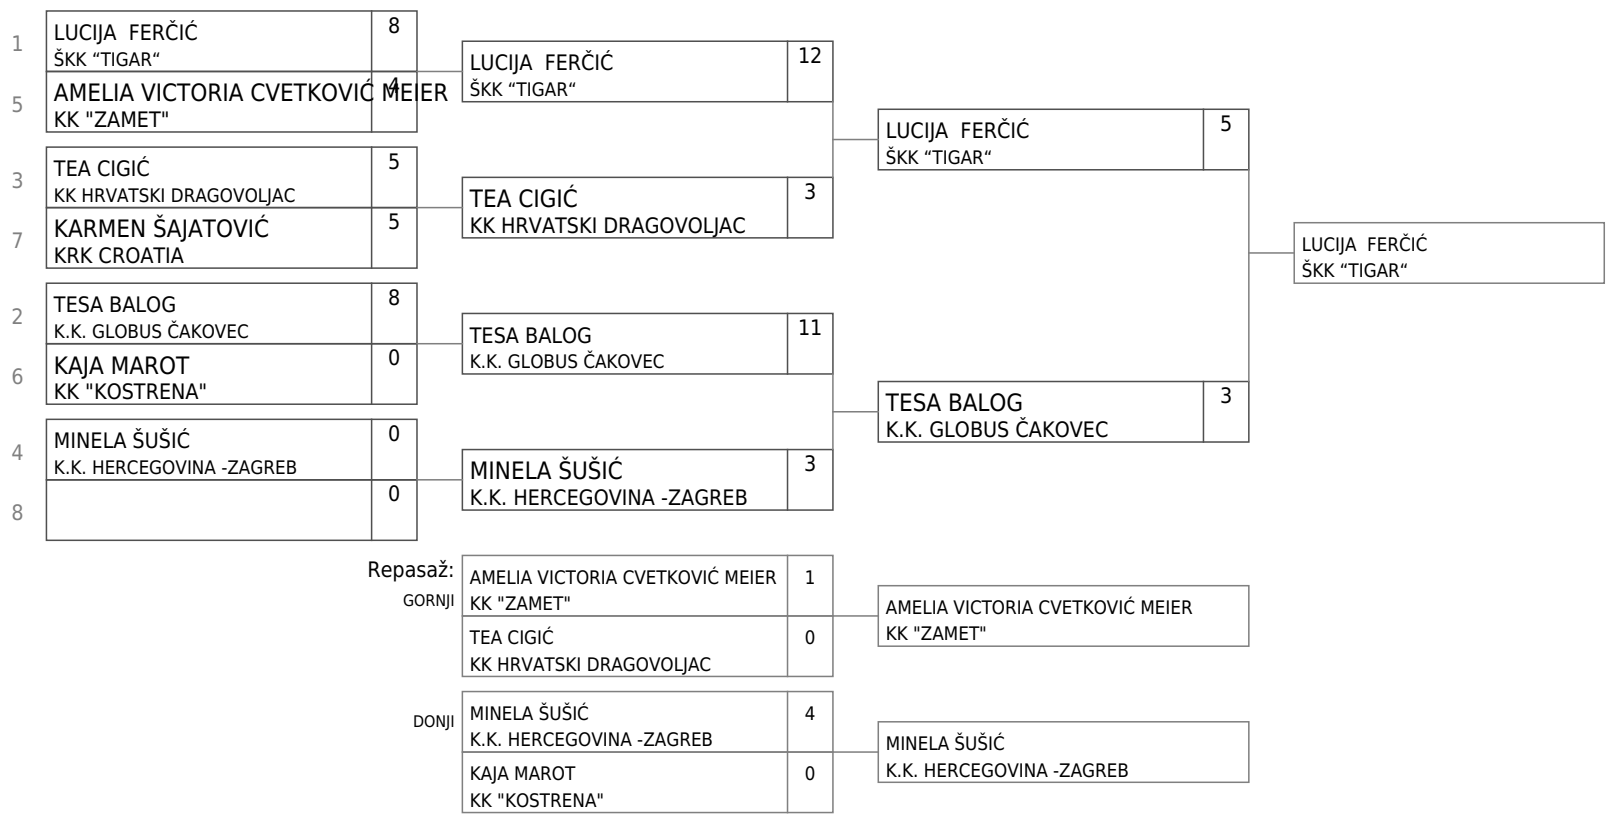 1
LUCIJA  FERČIĆ
8
ŠKK “TIGAR“
5
AMELIA VICTORIA CVETKOVIĆ MEIER
4
KK "ZAMET"
3
TEA CIGIĆ
5
KK HRVATSKI DRAGOVOLJAC
7
KARMEN ŠAJATOVIĆ
5
KRK CROATIA
2
TESA BALOG
8
K.K. GLOBUS ČAKOVEC
6
KAJA MAROT
0
KK "KOSTRENA"
4
MINELA ŠUŠIĆ
0
K.K. HERCEGOVINA -ZAGREB
8
0
LUCIJA  FERČIĆ
12
ŠKK “TIGAR“
TEA CIGIĆ
3
KK HRVATSKI DRAGOVOLJAC
TESA BALOG
11
K.K. GLOBUS ČAKOVEC
MINELA ŠUŠIĆ
3
K.K. HERCEGOVINA -ZAGREB
LUCIJA  FERČIĆ
5
ŠKK “TIGAR“
TESA BALOG
3
K.K. GLOBUS ČAKOVEC
LUCIJA  FERČIĆ
ŠKK “TIGAR“
Repasaž:
GORNJI
AMELIA VICTORIA CVETKOVIĆ MEIER
1
KK "ZAMET"
TEA CIGIĆ
0
KK HRVATSKI DRAGOVOLJAC
AMELIA VICTORIA CVETKOVIĆ MEIER
KK "ZAMET"
DONJI
MINELA ŠUŠIĆ
4
K.K. HERCEGOVINA -ZAGREB
KAJA MAROT
0
KK "KOSTRENA"
MINELA ŠUŠIĆ
K.K. HERCEGOVINA -ZAGREB